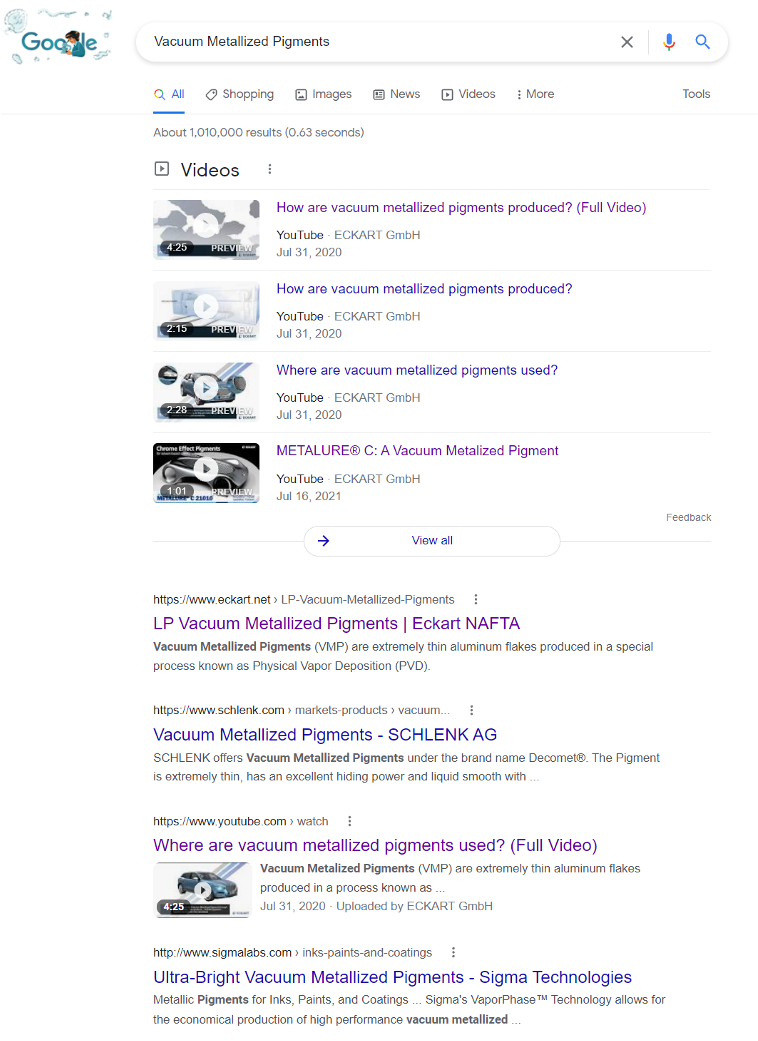 Google
Vacuum Metallized Pigments
All Shopping Images News Videos More Tools
About 1,010,000 results (0.63 seconds)
Videos
How are vacuum metallized pigments produced? (Full Video)
YouTube · ECKART GmbH
Jul 31, 2020
4:25 PREVIEW
How are vacuum metallized pigments produced?
YouTube · ECKART GmbH
Jul 31, 2020
2:15 PREVIEW
Where are vacuum metallized pigments used?
YouTube · ECKART GmbH
Jul 31, 2020
2:28 PREVIEW
METALURE® C: A Vacuum Metalized Pigment
Chrome Effect Pigments
YouTube · ECKART GmbH
Jul 16, 2021
1:01 PREVIEW
METALURE® C 21010
Feedback
View all
https://www.eckart.net › LP-Vacuum-Metallized-Pigments
LP Vacuum Metallized Pigments | Eckart NAFTA
Vacuum Metallized Pigments (VMP) are extremely thin aluminum flakes produced in a special
process known as Physical Vapor Deposition (PVD).
https://www.schlenk.com › markets-products › vacuum...
Vacuum Metallized Pigments - SCHLENK AG
SCHLENK offers Vacuum Metallized Pigments under the brand name Decomet®. The Pigment
is extremely thin, has an excellent hiding power and liquid smooth with ...
https://www.youtube.com › watch
Where are vacuum metallized pigments used? (Full Video)
Vacuum Metalized Pigments (VMP) are extremely thin aluminum flakes
produced in a process known as ...
4:25
Jul 31, 2020 · Uploaded by ECKART GmbH
http://www.sigmalabs.com › inks-paints-and-coatings
Ultra-Bright Vacuum Metallized Pigments - Sigma Technologies
Metallic Pigments for Inks, Paints, and Coatings ... Sigma's VaporPhase™ Technology allows for
the economical production of high performance vacuum metallized ...